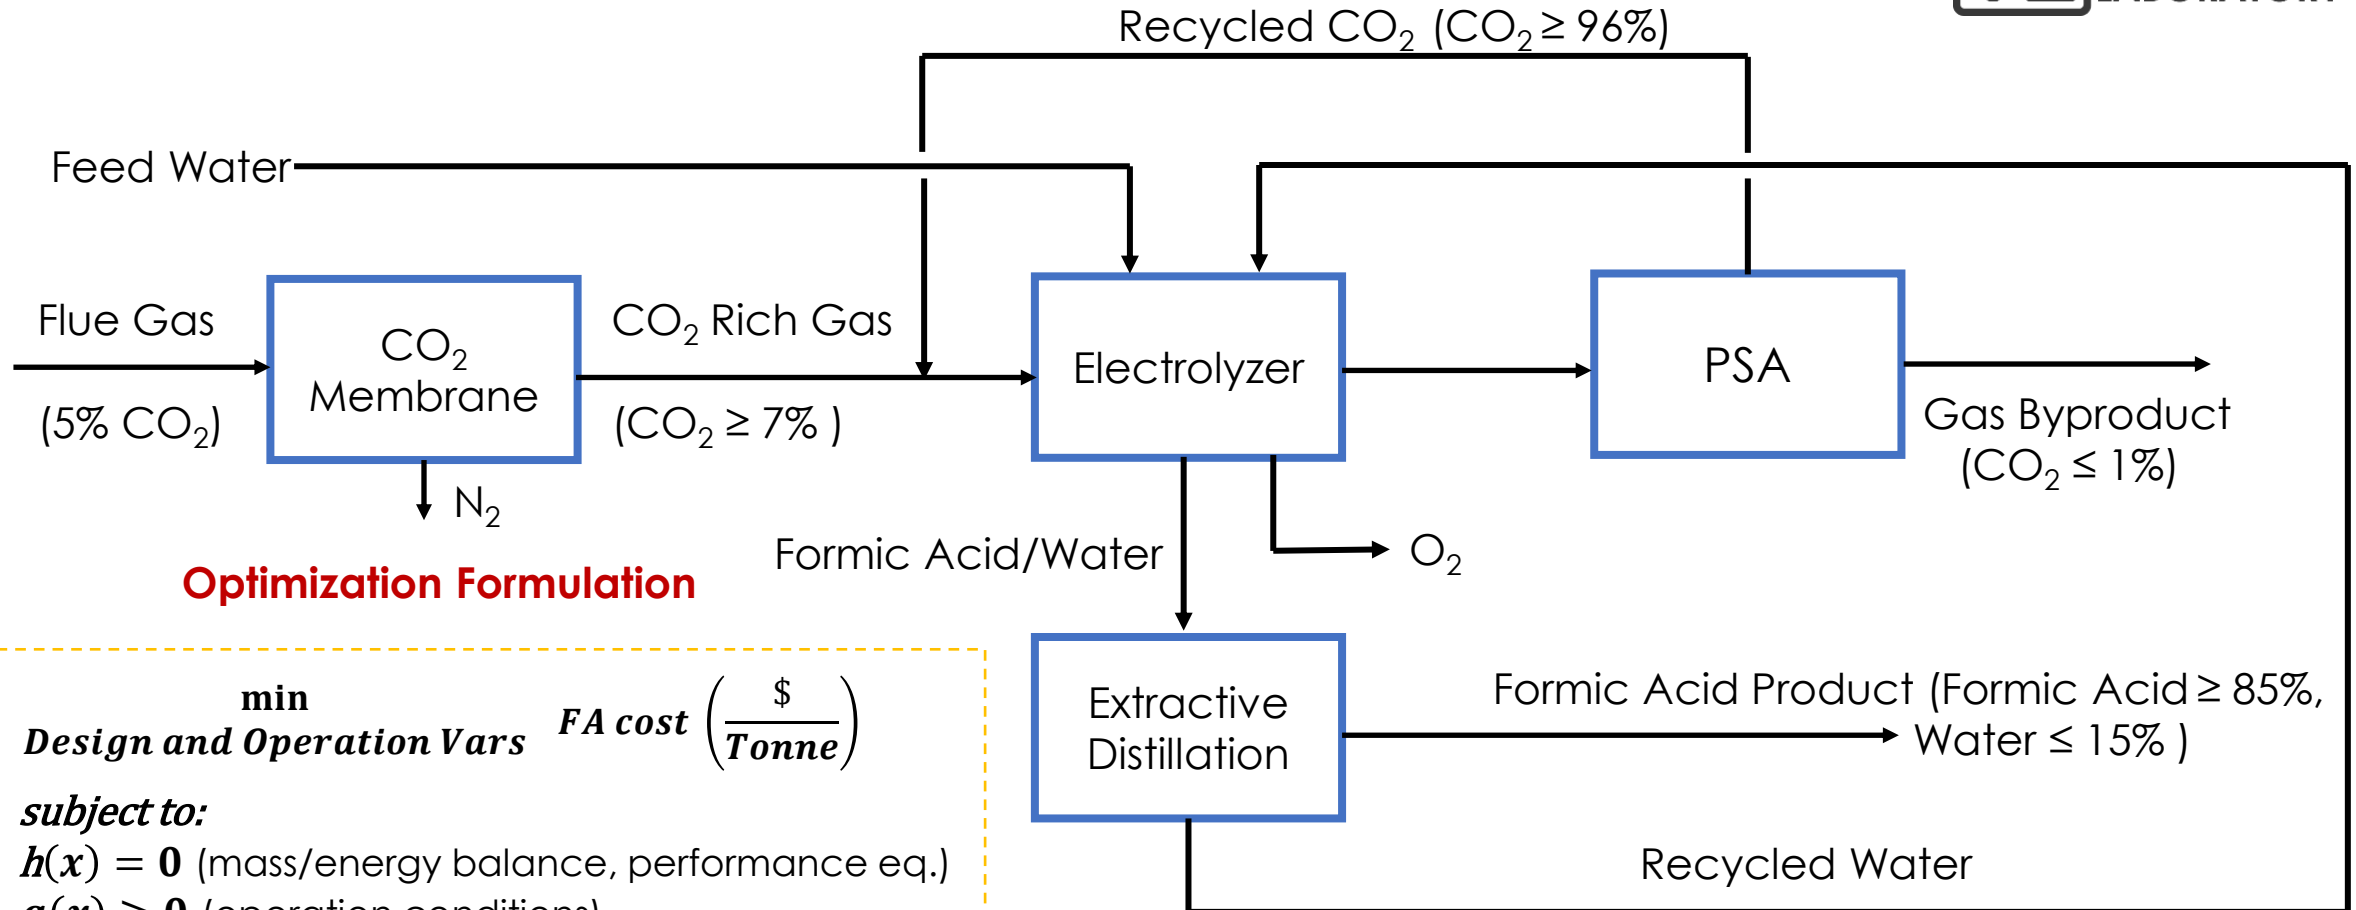 Recycled CO₂ (CO₂ ≥ 96%)
Feed Water
Flue Gas
(5% CO₂)
CO₂
Membrane
CO₂ Rich Gas
(CO₂ ≥ 7% )
Electrolyzer
PSA
Gas Byproduct
(CO₂ ≤ 1%)
N₂
Formic Acid/Water
O₂
Optimization Formulation
min
Design and Operation Vars
FA cost ($/Tonne)
subject to:
h(x) = 0 (mass/energy balance, performance eq.)
Extractive
Distillation
Formic Acid Product (Formic Acid ≥ 85%,
Water ≤ 15% )
Recycled Water